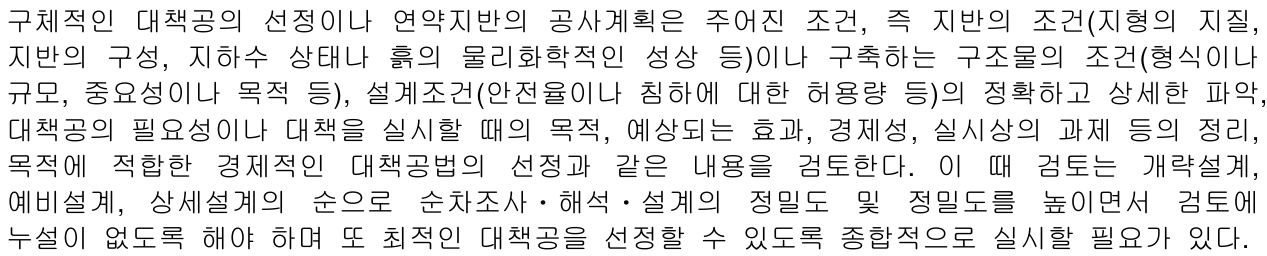 구체적인 대책공의 선정이나 연약지반의 공사계획은 주어진 조건, 즉 지반의 조건(지형의 지질,
지반의 구성, 지하수 상태나 흙의 물리화학적인 성상 등)이나 구축하는 구조물의 조건(형식이나
규모, 중요성이나 목적 등), 설계조건(안전율이나 침하에 대한 허용량 등)의 정확하고 상세한 파악,
대책공의 필요성이나 대책을 실시할 때의 목적, 예상되는 효과, 경제성, 실시상의 과제 등의 정리,
목적에 적합한 경제적인 대책공법의 선정과 같은 내용을 검토한다. 이 때 검토는 개략설계,
예비설계, 상세설계의 순으로 순차조사・해석・설계의 정밀도 및 정밀도를 높이면서 검토에
누설이 없도록 해야 하며 또 최적인 대책공을 선정할 수 있도록 종합적으로 실시할 필요가 있다.